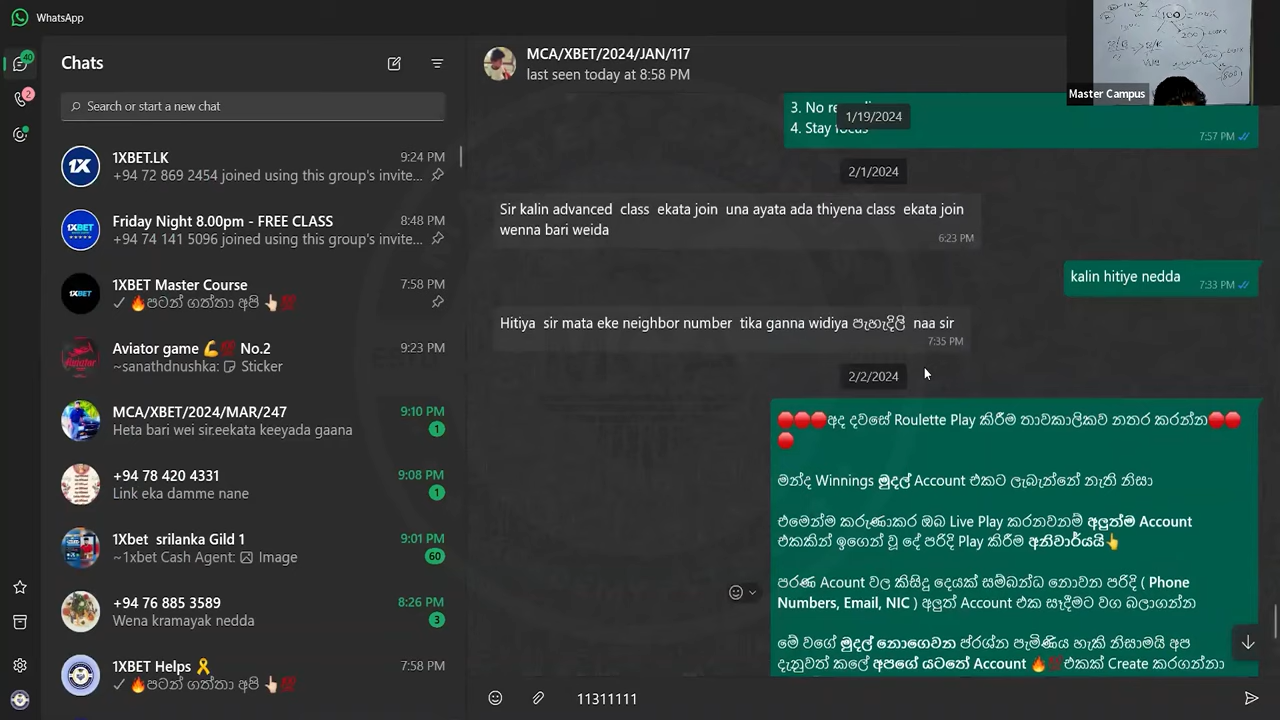 WhatsApp
40
2
Chats
Search or start a new chat
1XBET.LK
9:24 PM
+94 72 869 2454 joined using this group's invite...
Friday Night 8.00pm - FREE CLASS
8:48 PM
+94 74 141 5096 joined using this group's invite...
1XBET Master Course
7:58 PM
✓ 🔥පටන් ගත්තා අපි 👆🏻💯
Aviator game 💪💯 No.2
9:23 PM
~sanathdnushka: Sticker
MCA/XBET/2024/MAR/247
9:10 PM
Heta bari wei sir.eekata keeyada gaana
1
+94 78 420 4331
9:08 PM
Link eka damme nane
1
1Xbet srilanka Gild 1
9:01 PM
~1xbet Cash Agent: Image
60
+94 76 885 3589
8:26 PM
Wena kramayak nedda
3
1XBET Helps 🎗
7:58 PM
✓ 🔥පටන් ගත්තා අපි 👆🏻💯
MCA/XBET/2024/JAN/117
last seen today at 8:58 PM
Master Campus
3. No
1/19/2024
4. Stay focus
7:57 PM
2/1/2024
Sir kalin advanced class ekata join una ayata ada thiyena class ekata join
wenna bari weida
6:23 PM
kalin hitiye nedda
7:33 PM
Hitiya sir mata eke neighbor number tika ganna widiya පැහැදිලි naa sir
7:35 PM
2/2/2024
🛑🛑🛑අද දවසේ Roulette Play කිරීම තාවකාලිකව නතර කරන්න🛑🛑
🛑
මන්ද Winnings මුදල් Account එකට ලැබෙන්නේ නැති නිසා
එමෙන්ම කරුණාකර ඔබ Live Play කරනවනම් අලුත්ම Account
එකකින් ඉගෙන් වූ දේ පරිදි Play කිරීම අනිවාර්යයි👆
පරණ Acount වල කිසිදු දෙයක් සම්බන්ධ නොවන පරිදි ( Phone
Numbers, Email, NIC ) අලුත් Account එක සෑදීමට වග බලාගන්න
මේ වගේ මුදල් නොගෙවන ප්රශ්න පැමිණිය හැකි නිසාමයි අප
දැනුවත් කලේ අපගේ යටතේ Account 🔥💯එකක් Create කරගන්නා
11311111